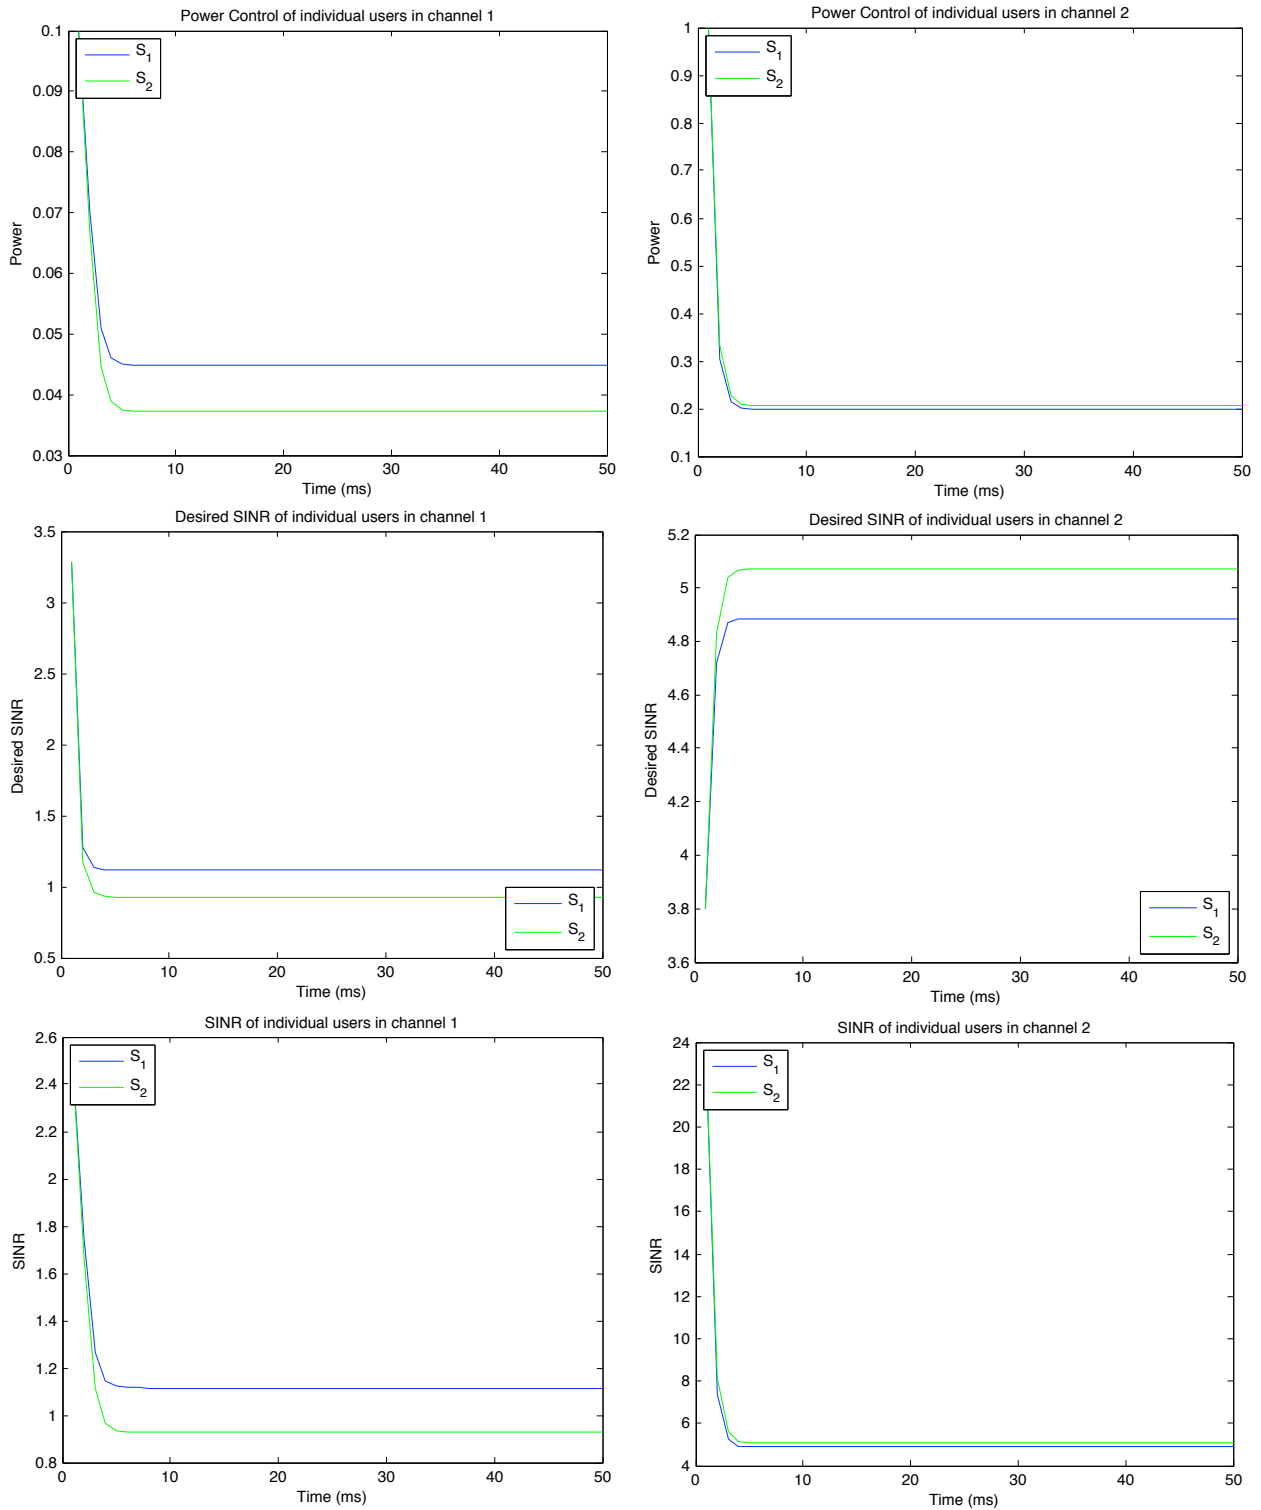 Power Control of individual users in channel 1
0.1
0.09
0.08
0.07
0.06
0.05
0.04
0.03
Power
S1
S2
0 10 20 30 40 50
Time (ms)
Power Control of individual users in channel 2
1
0.9
0.8
0.7
0.6
0.5
0.4
0.3
0.2
0.1
Power
S1
S2
0 10 20 30 40 50
Time (ms)
Desired SINR of individual users in channel 1
3.5
3
2.5
2
1.5
1
0.5
Desired SINR
S1
S2
0 10 20 30 40 50
Time (ms)
Desired SINR of individual users in channel 2
5.2
5
4.8
4.6
4.4
4.2
4
3.8
3.6
Desired SINR
S1
S2
0 10 20 30 40 50
Time (ms)
SINR of individual users in channel 1
2.6
2.4
2.2
2
1.8
1.6
1.4
1.2
1
0.8
SINR
S1
S2
0 10 20 30 40 50
Time (ms)
SINR of individual users in channel 2
24
22
20
18
16
14
12
10
8
6
4
SINR
S1
S2
0 10 20 30 40 50
Time (ms)